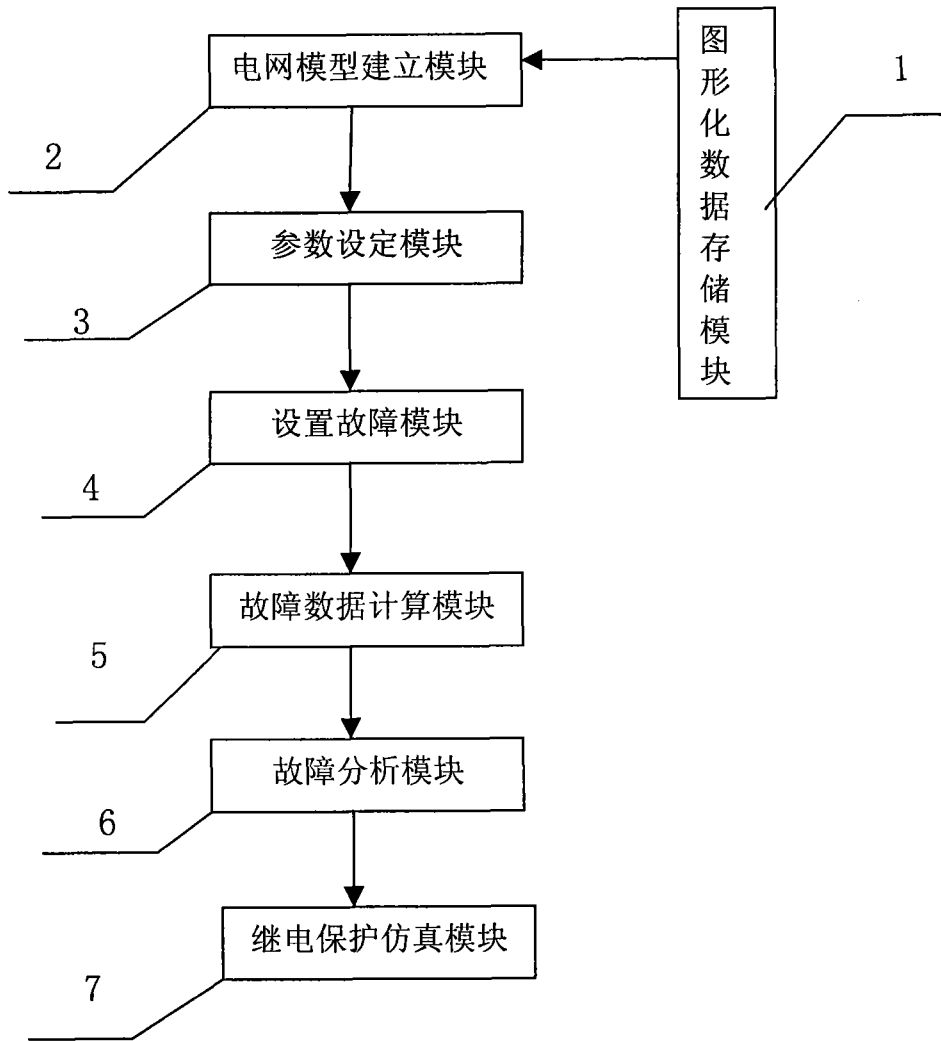 电网模型建立模块
图形化数据存储模块
1
2
参数设定模块
3
设置故障模块
4
故障数据计算模块
5
故障分析模块
6
继电保护仿真模块
7